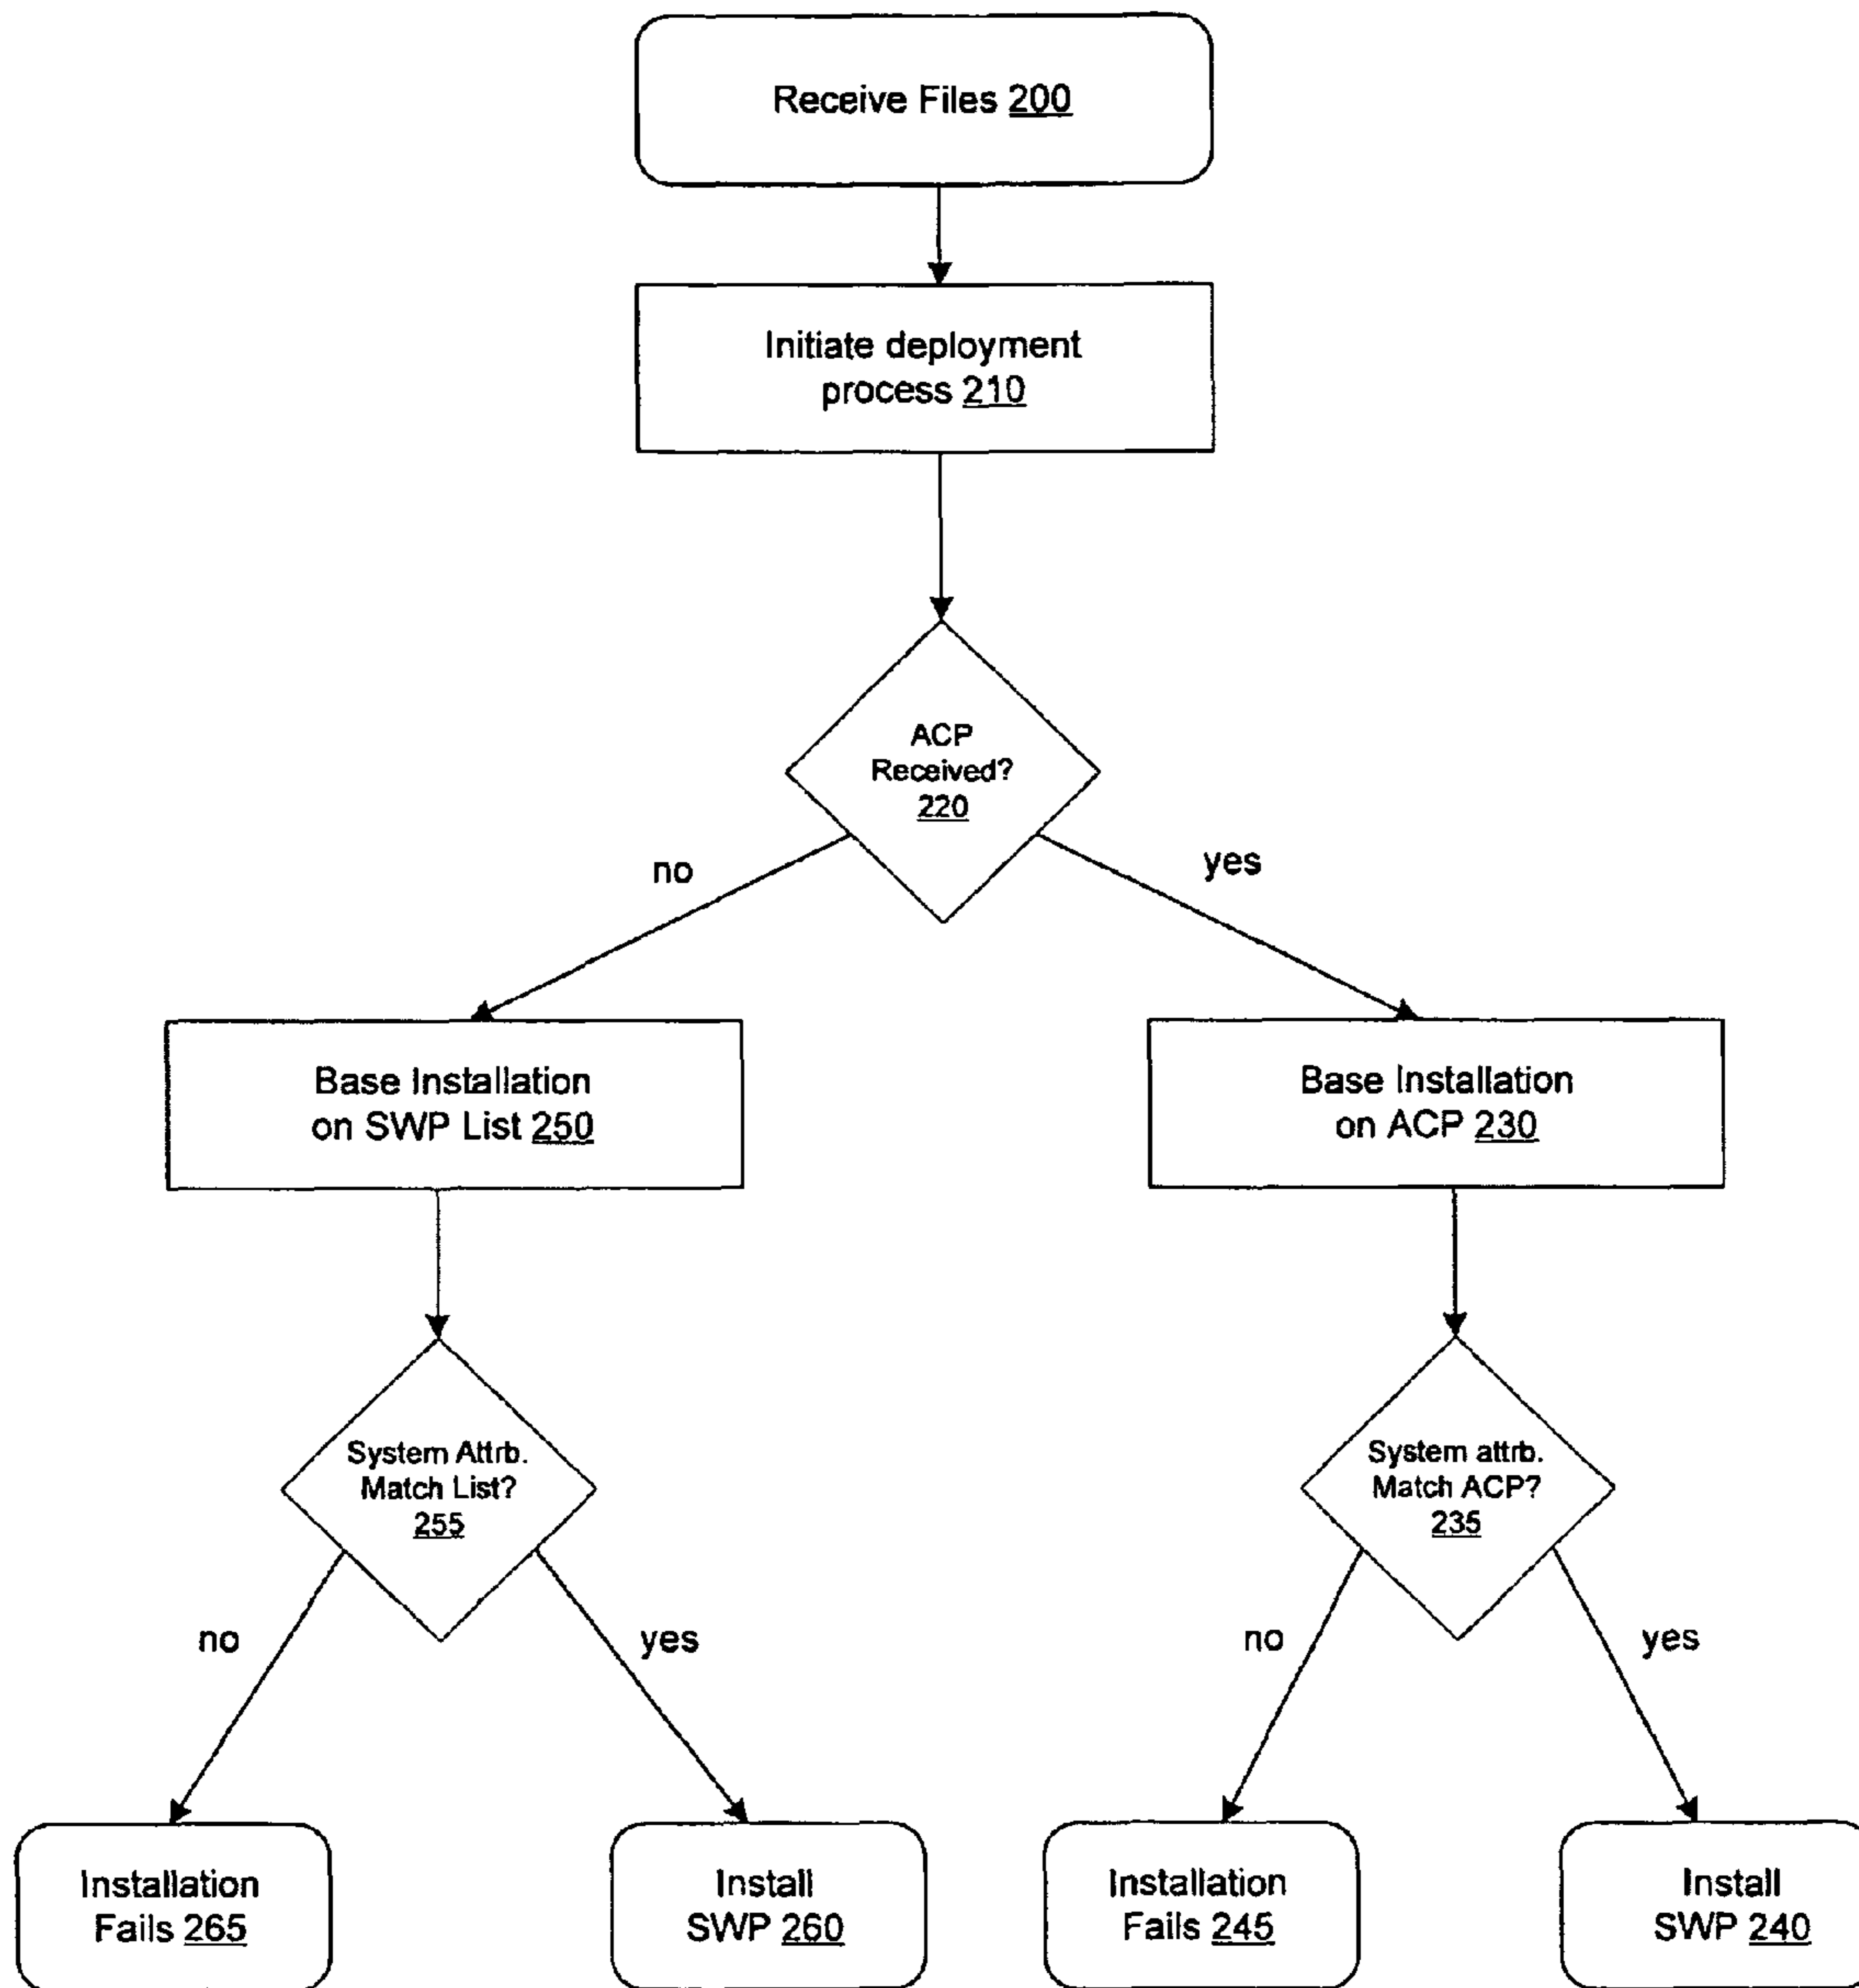 Receive Files 200
Initiate deployment
process 210
ACP
Received?
220
no
yes
Base Installation
on SWP List 250
Base Installation
on ACP 230
System Attrb.
Match List?
255
System attrb.
Match ACP?
235
no
yes
no
yes
Installation
Fails 265
Install
SWP 260
Installation
Fails 245
Install
SWP 240